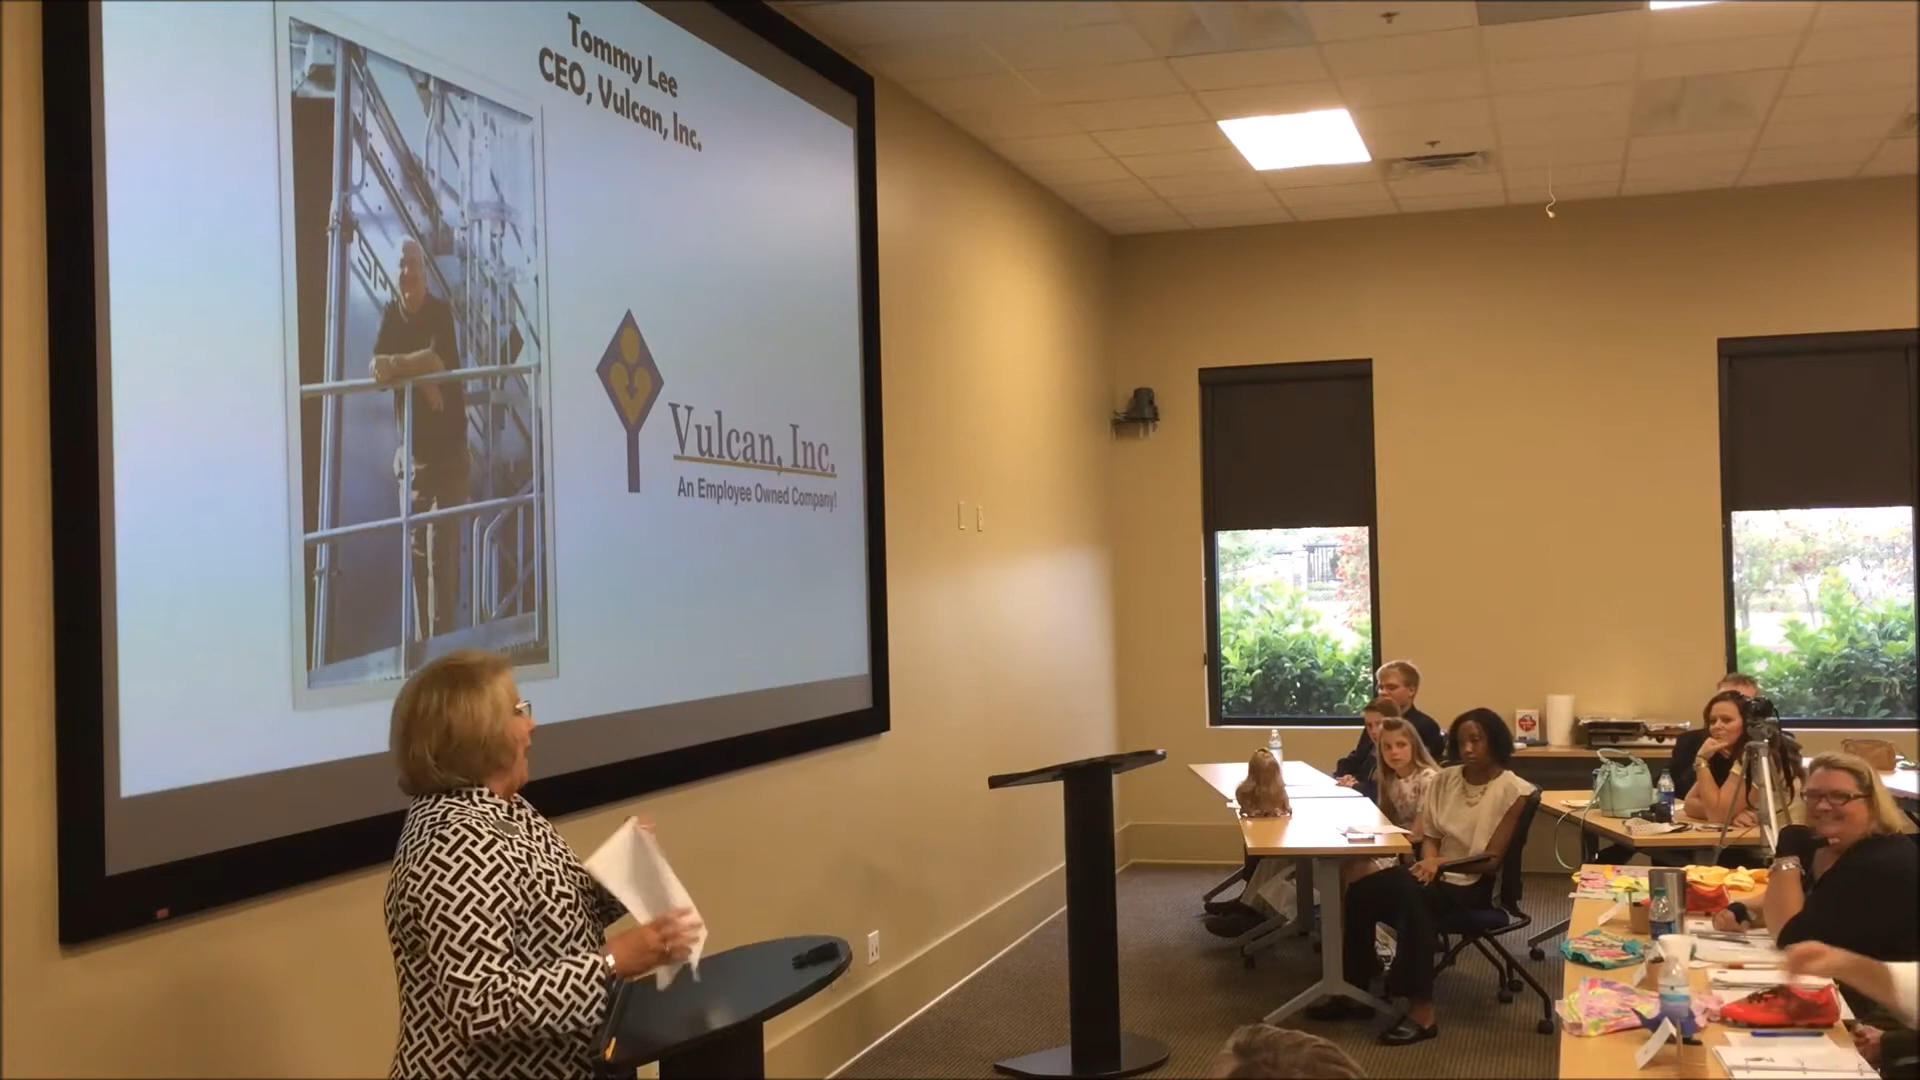 Tommy Lee
CEO, Vulcan, Inc.
Vulcan, Inc.
An Employee Owned Company!